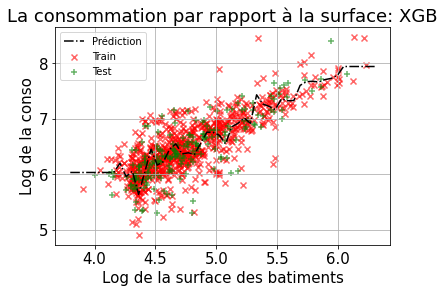 La consommation par rapport à la surface: XGB
Prédiction
Train
Test
8
7
6
5
Log de la conso
4.0 4.5 5.0 5.5 6.0
Log de la surface des batiments